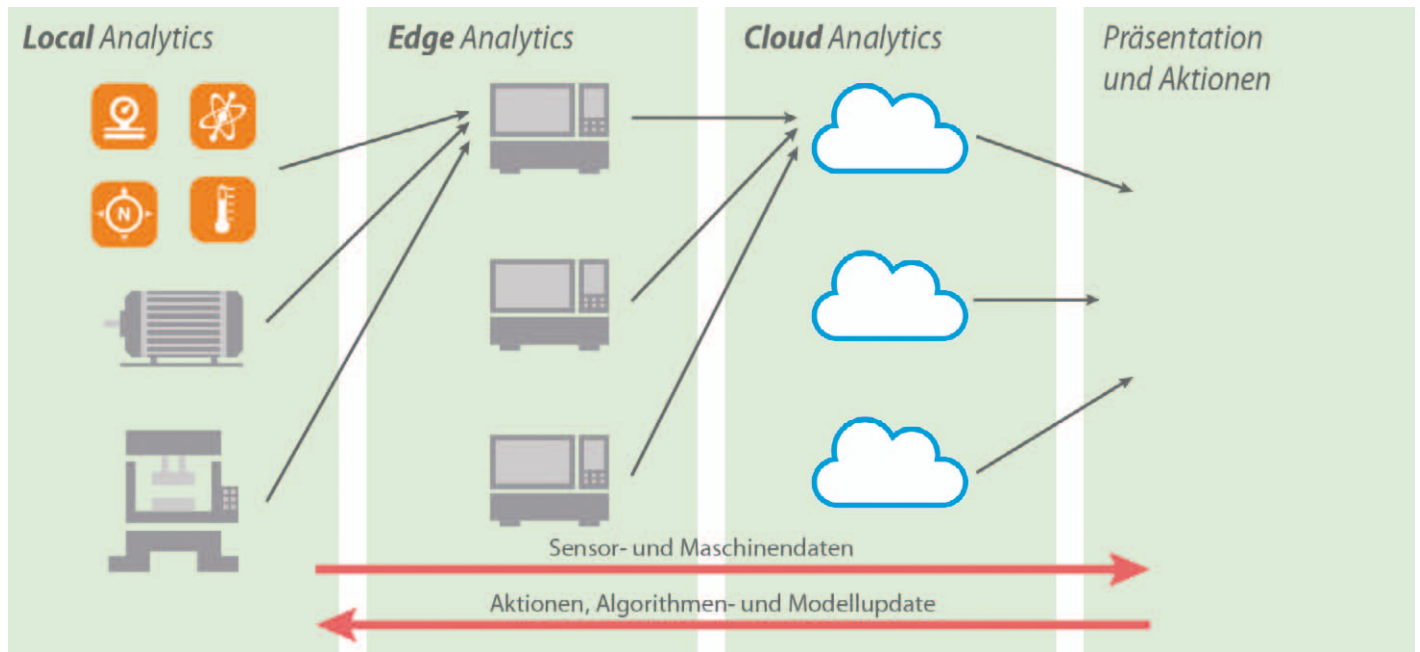 Local Analytics
Edge Analytics
Cloud Analytics
Präsentation
und Aktionen
N
Sensor- und Maschinendaten
Aktionen, Algorithmen- und Modellupdate